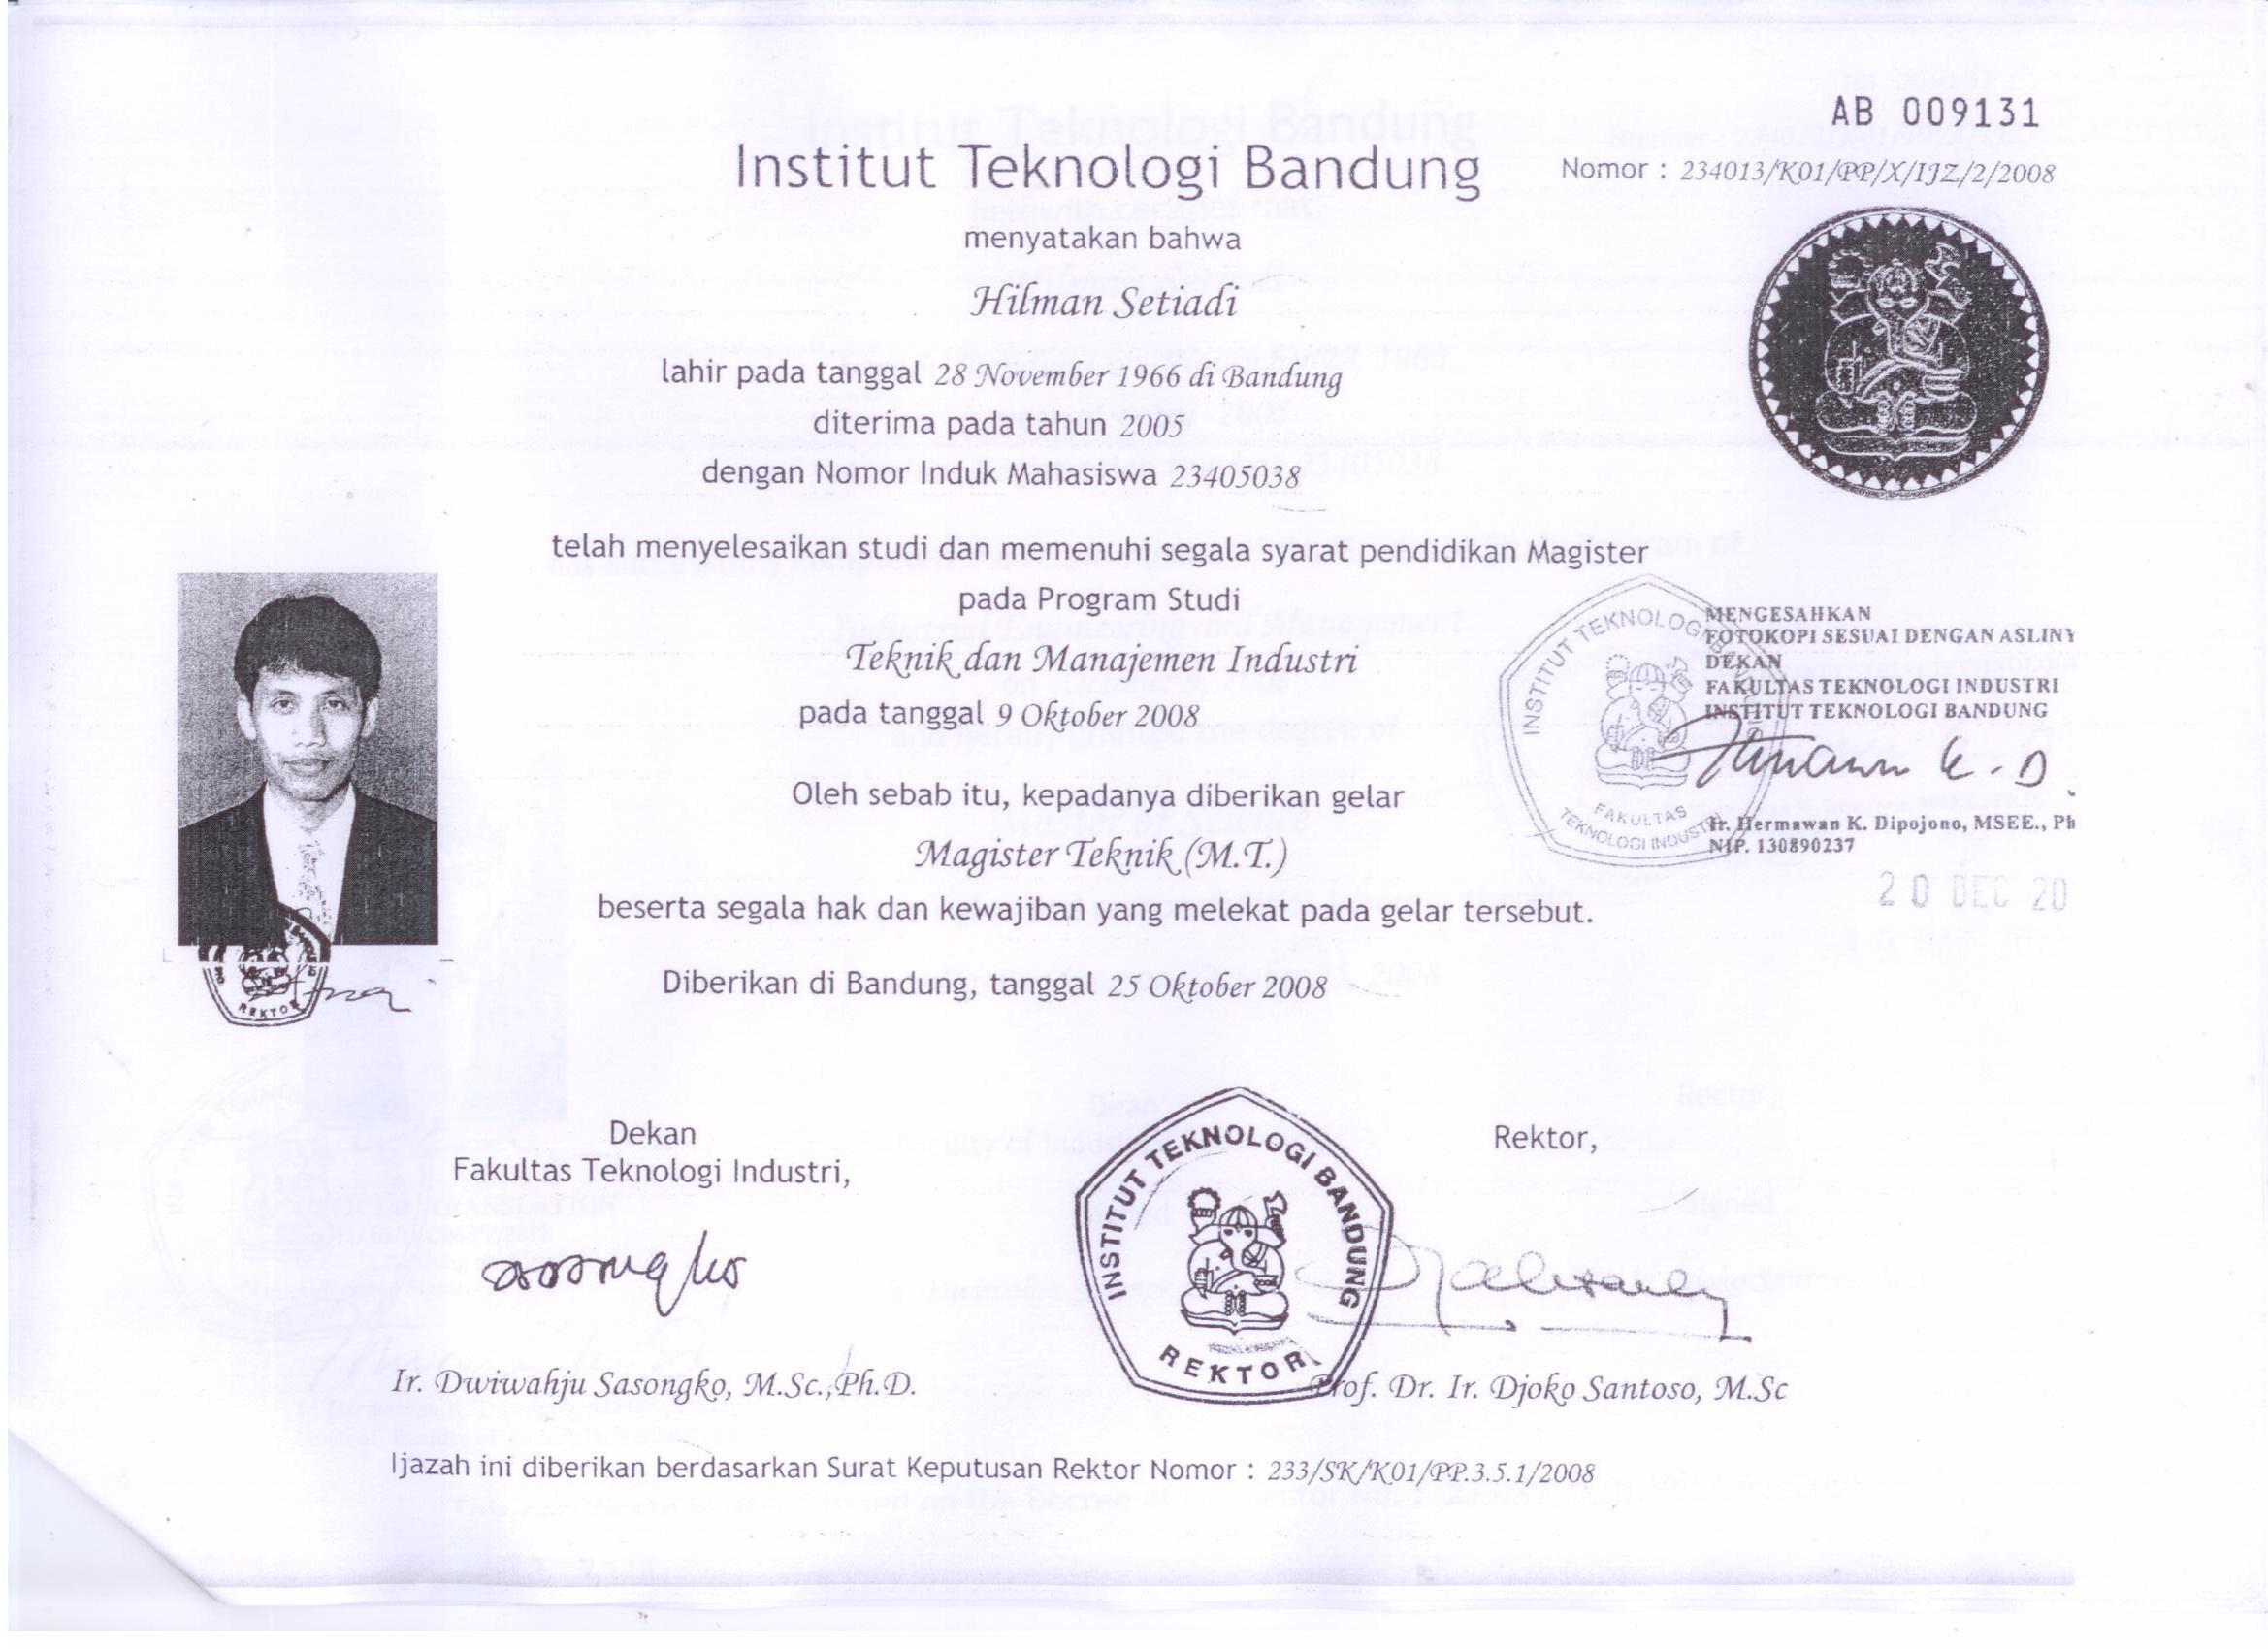 AB 009131
Institut Teknologi Bandung
Nomor : 234013/K01/PP/X/IJZ/2/2008
menyatakan bahwa
Hilman Setiadi
lahir pada tanggal 28 November 1966 di Bandung
diterima pada tahun 2005
dengan Nomor Induk Mahasiswa 23405038
telah menyelesaikan studi dan memenuhi segala syarat pendidikan Magister
pada Program Studi
Teknik dan Manajemen Industri
pada tanggal 9 Oktober 2008
Oleh sebab itu, kepadanya diberikan gelar
Magister Teknik (M.T.)
beserta segala hak dan kewajiban yang melekat pada gelar tersebut.
Diberikan di Bandung, tanggal 25 Oktober 2008
INSTITUT TEKNOLOGI BANDUNG
FAKULTAS
TEKNOLOGI INDUSTRI
MENGESAHKAN
FOTOKOPI SESUAI DENGAN ASLINY
DEKAN
FAKULTAS TEKNOLOGI INDUSTRI
INSTITUT TEKNOLOGI BANDUNG
Ir. Hermawan K. Dipojono, MSEE., Ph
NIP. 130890237
20 DEC 20
REKTOR
Dekan
Fakultas Teknologi Industri,
Ir. Dwiwahju Sasongko, M.Sc.,Ph.D.
INSTITUT TEKNOLOGI BANDUNG
REKTOR
Rektor,
Prof. Dr. Ir. Djoko Santoso, M.Sc
Ijazah ini diberikan berdasarkan Surat Keputusan Rektor Nomor : 233/SK/K01/PP.3.5.1/2008